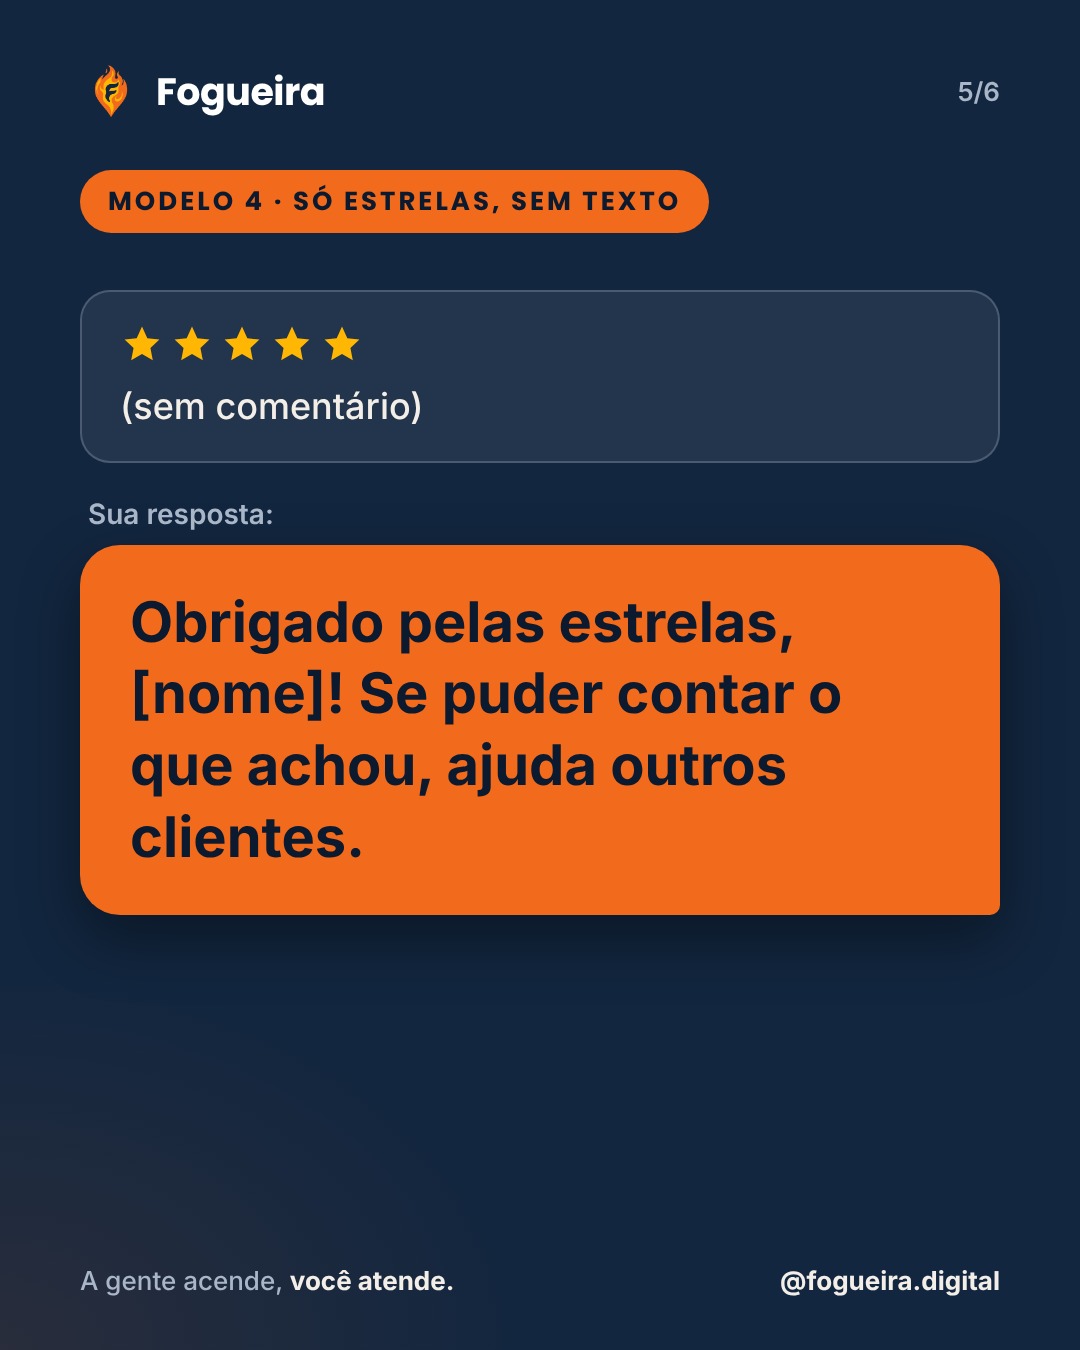 Fogueira
5/6
MODELO 4 · SÓ ESTRELAS, SEM TEXTO
(sem comentário)
Sua resposta:
Obrigado pelas estrelas,
[nome]! Se puder contar o
que achou, ajuda outros
clientes.
A gente acende, você atende.
@fogueira.digital